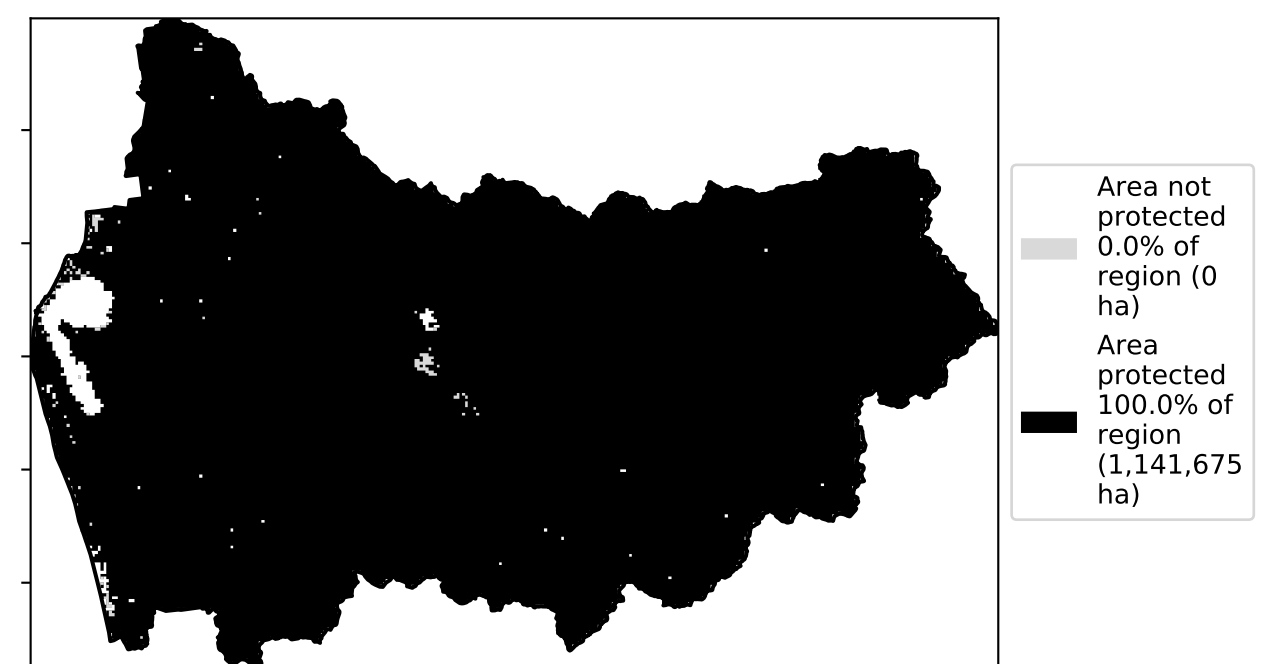 Area not
protected
0.0% of
region (0
ha)
Area
protected
100.0% of
region
(1,141,675
ha)